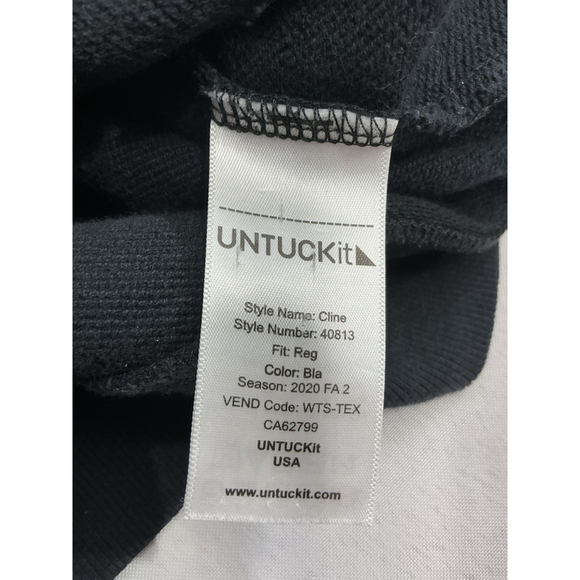 UNTUCKit
Style Name: Cline
Style Number: 40813
Fit: Reg
Color: Bla
Season: 2020 FA 2
VEND Code: WTS-TEX
CA62799
UNTUCKit
USA
www.untuckit.com